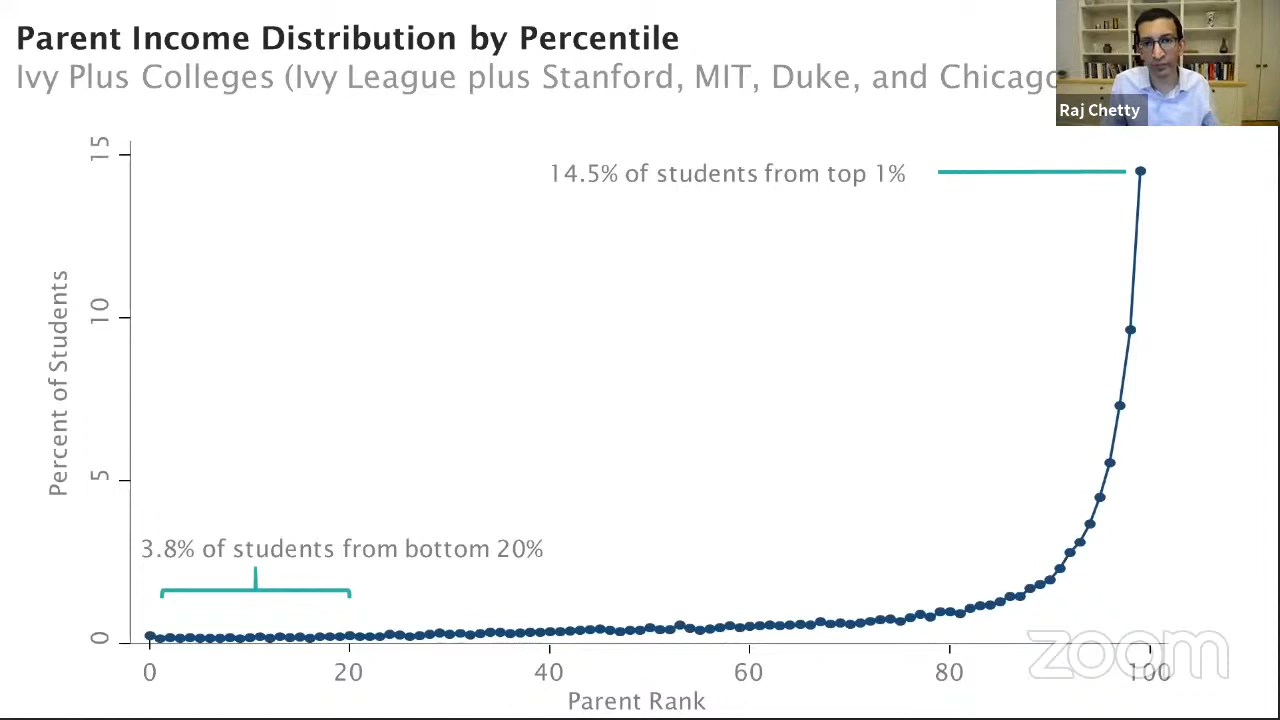 Parent Income Distribution by Percentile
Ivy Plus Colleges (Ivy League plus Stanford, MIT, Duke, and Chicago
Raj Chetty
15
14.5% of students from top 1%
10
Percent of Students
5
3.8% of students from bottom 20%
0
0 20 40 60 80 100
zoom
Parent Rank